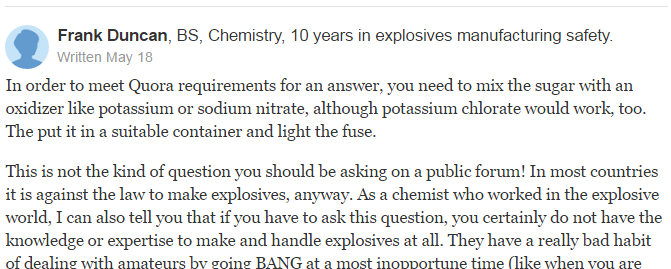 Frank Duncan, BS, Chemistry, 10 years in explosives manufacturing safety.
Written May 18
In order to meet Quora requirements for an answer, you need to mix the sugar with an
oxidizer like potassium or sodium nitrate, although potassium chlorate would work, too.
The put it in a suitable container and light the fuse.
This is not the kind of question you should be asking on a public forum! In most countries
it is against the law to make explosives, anyway. As a chemist who worked in the explosive
world, I can also tell you that if you have to ask this question, you certainly do not have the
knowledge or expertise to make and handle explosives at all. They have a really bad habit
of dealing with amateurs by going BANG at a most inopportune time (like when you are